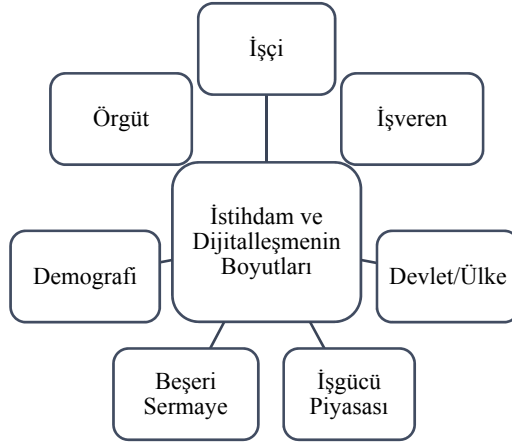 İşçi
Örgüt
İşveren
İstihdam ve
Dijitalleşmenin
Boyutları
Demografi
Devlet/Ülke
Beşeri
Sermaye
İşgücü
Piyasası